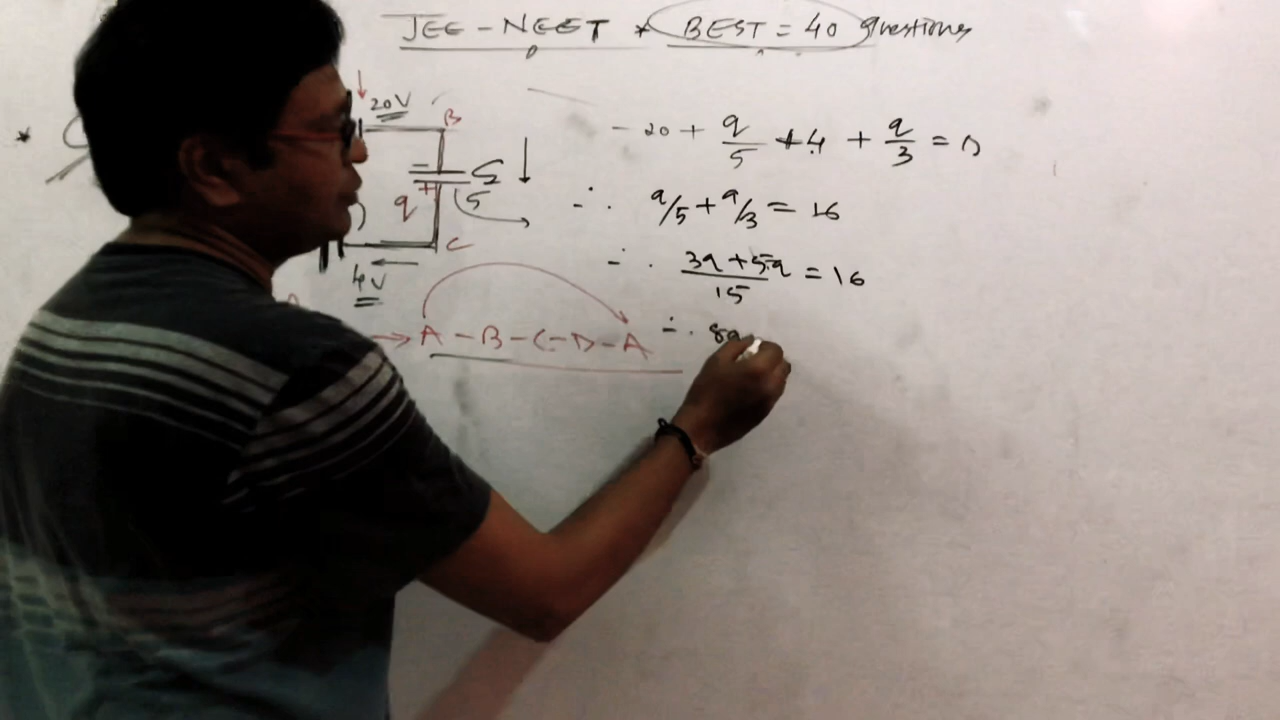 JEE - NEET * BEST = 40 Questions
*
20V
B
- 20 + q/5 + 4 + q/3 = 0
5
q +
C
4V
∴ q/5 + q/3 = 16
∴ 3q + 5q / 15 = 16
→ A - B - C - D - A
∴ 8q